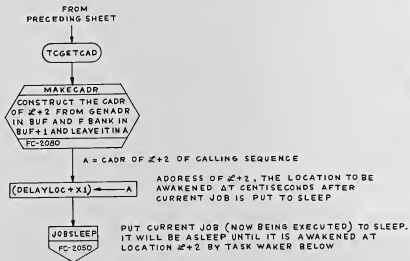 FROM
PRECEDING SHEET
TCGETCAD
MAKECADR
CONSTRUCT THE CADR
OF ℒ+2 FROM GENADR
IN BUF AND F BANK IN
BUF+1 AND LEAVE IT IN A
FC-2080
A = CADR OF ℒ+2 OF CALLING SEQUENCE
(DELAYLOC+X1) ← A
ADDRESS OF ℒ+2, THE LOCATION TO BE
AWAKENED ΔT CENTISECONDS AFTER
CURRENT JOB IS PUT TO SLEEP
JOBSLEEP
FC-2050
PUT CURRENT JOB (NOW BEING EXECUTED) TO SLEEP.
IT WILL BE ASLEEP UNTIL IT IS AWAKENED AT
LOCATION ℒ+2 BY TASK WAKER BELOW